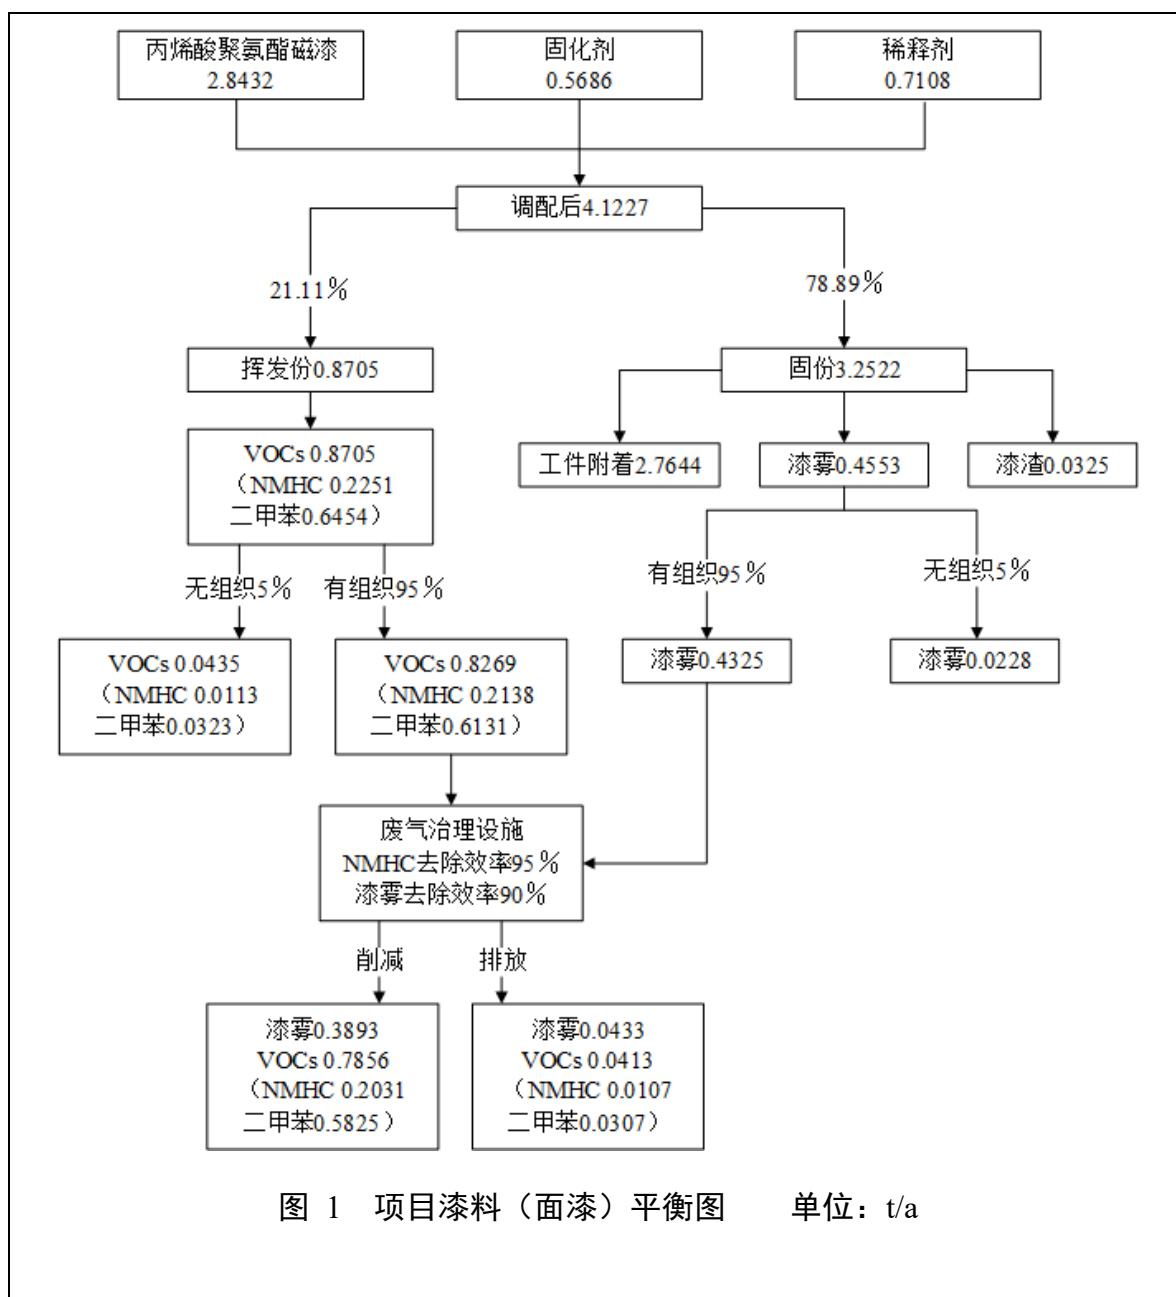 丙烯酸聚氨酯磁漆
2.8432
固化剂
0.5686
稀释剂
0.7108
调配后4.1227
21.11%
78.89%
挥发份0.8705
固份3.2522
VOCs 0.8705
（NMHC 0.2251
二甲苯0.6454）
工件附着2.7644
漆雾0.4553
漆渣0.0325
无组织5%
有组织95%
有组织95%
无组织5%
VOCs 0.0435
（NMHC 0.0113
二甲苯0.0323）
VOCs 0.8269
（NMHC 0.2138
二甲苯0.6131）
漆雾0.4325
漆雾0.0228
废气治理设施
NMHC去除效率95%
漆雾去除效率90%
削减
排放
漆雾0.3893
VOCs 0.7856
（NMHC 0.2031
二甲苯0.5825）
漆雾0.0433
VOCs 0.0413
（NMHC 0.0107
二甲苯0.0307）
图 1 项目漆料（面漆）平衡图 单位：t/a